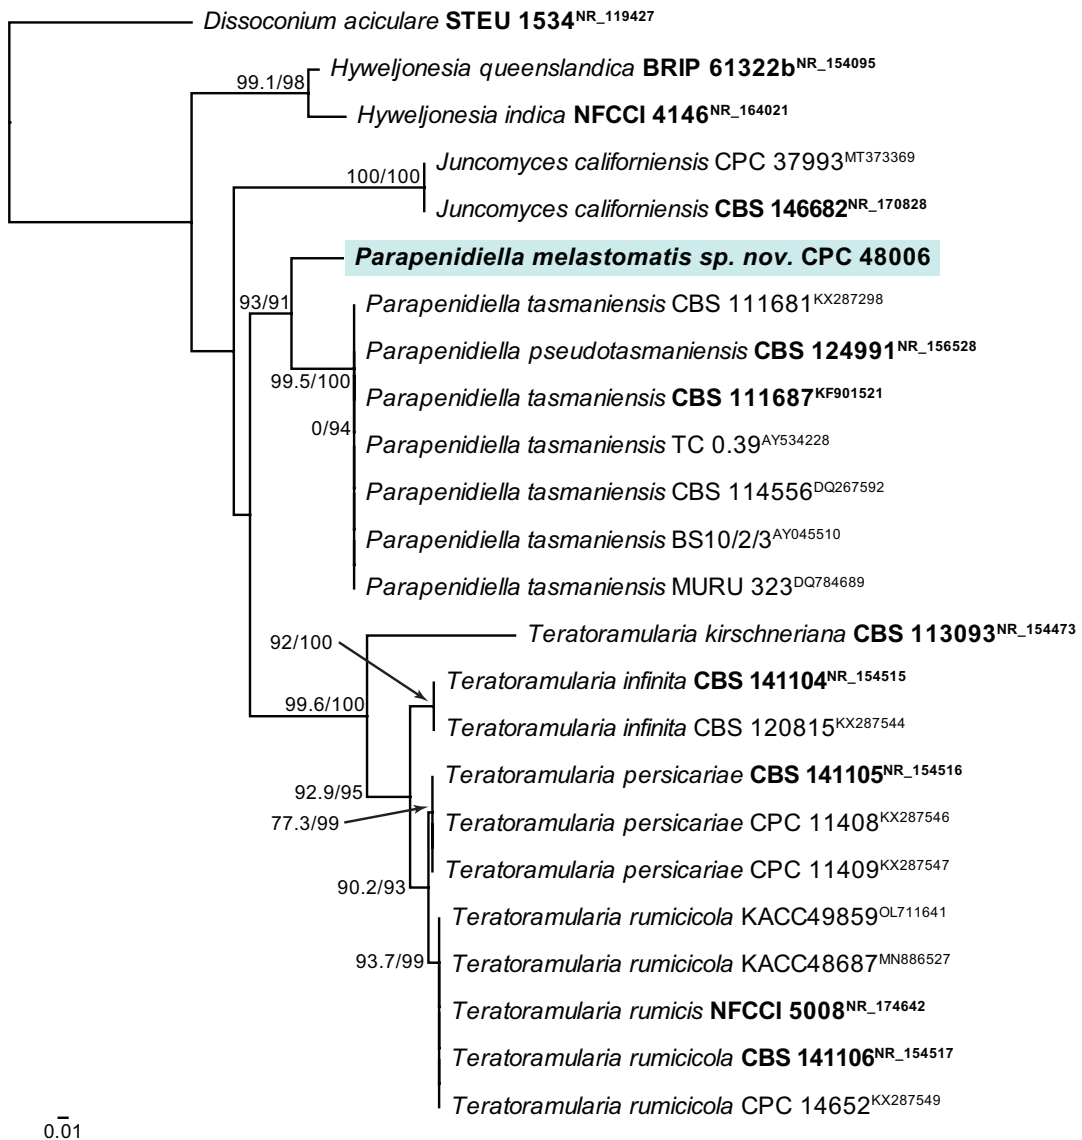 Dissoconium aciculare STEU 1534NR_119427
Hyweljonesia queenslandica BRIP 61322bNR_154095
99.1/98
Hyweljonesia indica NFCCI 4146NR_164021
Juncomyces californiensis CPC 37993MT373369
100/100
Juncomyces californiensis CBS 146682NR_170828
Parapenidiella melastomatis sp. nov. CPC 48006
93/91
Parapenidiella tasmaniensis CBS 111681KX287298
Parapenidiella pseudotasmaniensis CBS 124991NR_156528
99.5/100
Parapenidiella tasmaniensis CBS 111687KF901521
0/94
Parapenidiella tasmaniensis TC 0.39AY534228
Parapenidiella tasmaniensis CBS 114556DQ267592
Parapenidiella tasmaniensis BS10/2/3AY045510
Parapenidiella tasmaniensis MURU 323DQ784689
Teratoramularia kirschneriana CBS 113093NR_154473
92/100
Teratoramularia infinita CBS 141104NR_154515
99.6/100
Teratoramularia infinita CBS 120815KX287544
Teratoramularia persicariae CBS 141105NR_154516
92.9/95
77.3/99
Teratoramularia persicariae CPC 11408KX287546
Teratoramularia persicariae CPC 11409KX287547
90.2/93
Teratoramularia rumicicola KACC49859OL711641
93.7/99
Teratoramularia rumicicola KACC48687MN886527
Teratoramularia rumicis NFCCI 5008NR_174642
Teratoramularia rumicicola CBS 141106NR_154517
Teratoramularia rumicicola CPC 14652KX287549
0.01